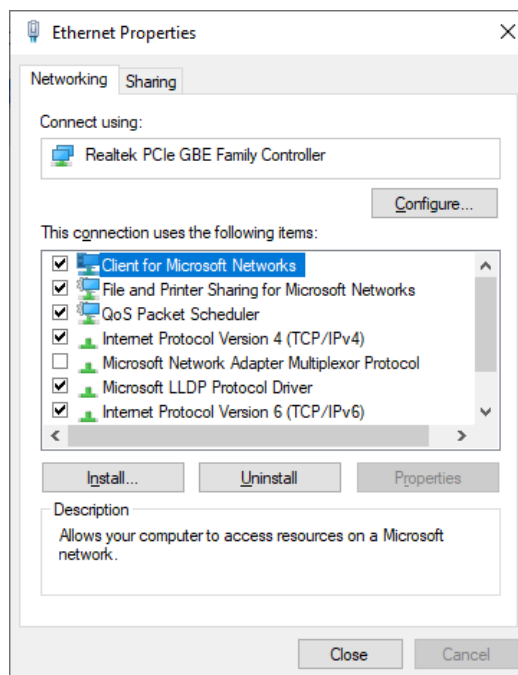 Ethernet Properties
Networking
Sharing
Connect using:
Realtek PCIe GBE Family Controller
Configure...
This connection uses the following items:
Client for Microsoft Networks
File and Printer Sharing for Microsoft Networks
QoS Packet Scheduler
Internet Protocol Version 4 (TCP/IPv4)
Microsoft Network Adapter Multiplexor Protocol
Microsoft LLDP Protocol Driver
Internet Protocol Version 6 (TCP/IPv6)
Install...
Uninstall
Properties
Description
Allows your computer to access resources on a Microsoft
network.
Close
Cancel